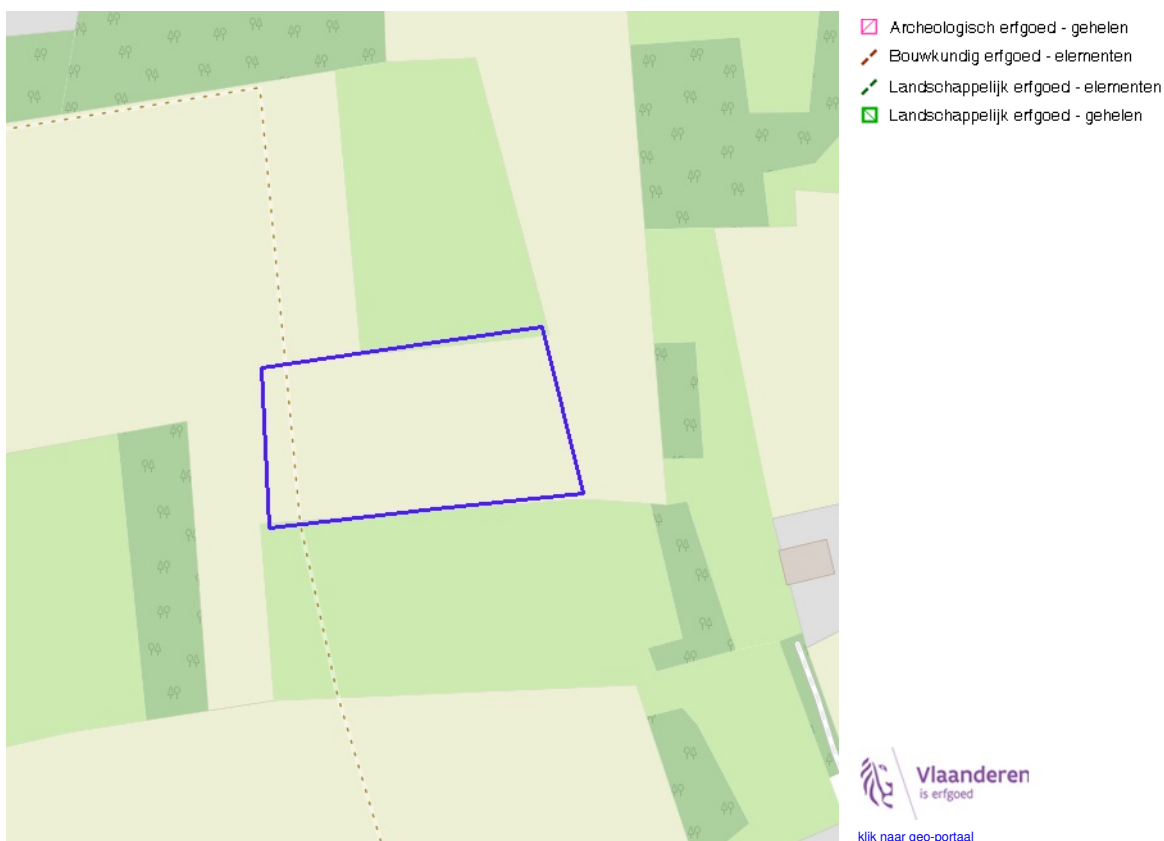 Archeologisch erfgoed - gehelen
Bouwkundig erfgoed - elementen
Landschappelijk erfgoed - elementen
Landschappelijk erfgoed - gehelen
Vlaanderen
is erfgoed
klik naar geo-portaal